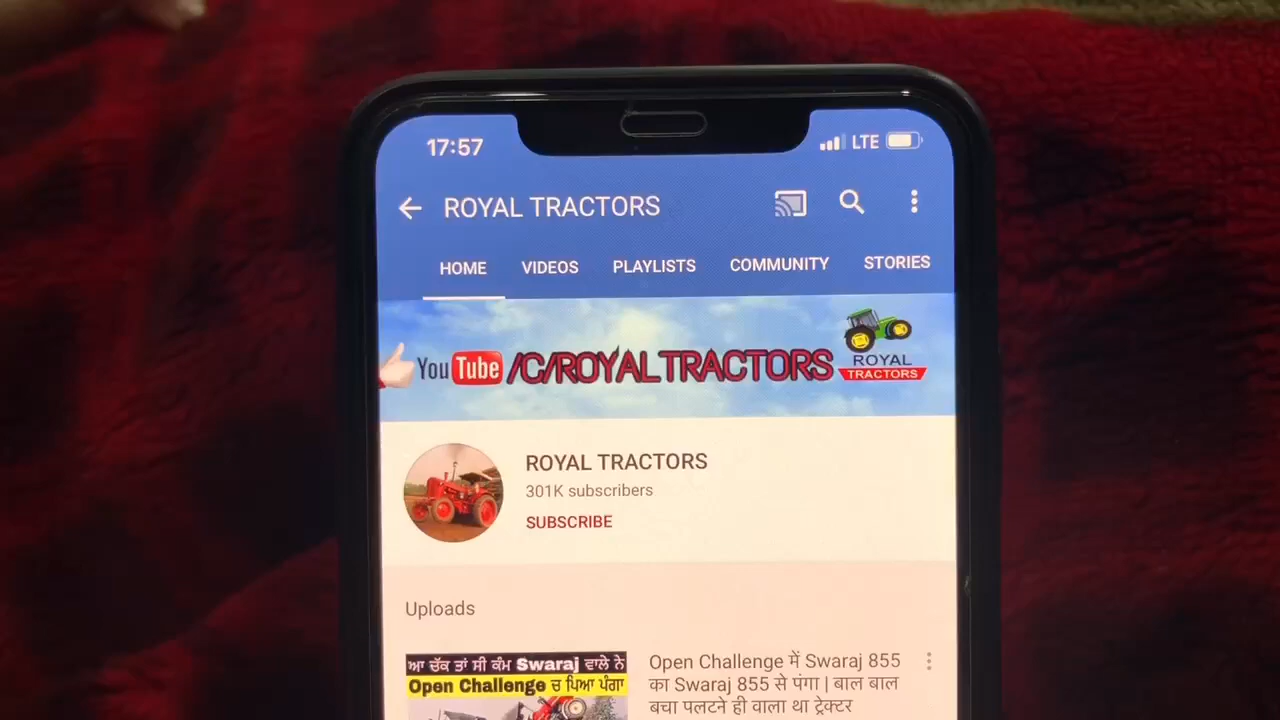 17:57
LTE
ROYAL TRACTORS
HOME VIDEOS PLAYLISTS COMMUNITY STORIES
YouTube/C/ROYALTRACTORS
ROYAL
TRACTORS
ROYAL TRACTORS
301K subscribers
SUBSCRIBE
Uploads
ਆ ਚੱਕ ਤਾਂ ਸੀ ਕੰਮ Swaraj ਵਾਲੇ ਨੇ
Open Challenge ਚ ਪਿਆ ਪੰਗਾ
Open Challenge में Swaraj 855
का Swaraj 855 से पंगा | बाल बाल
बचा पलटने ही वाला था ट्रेक्टर